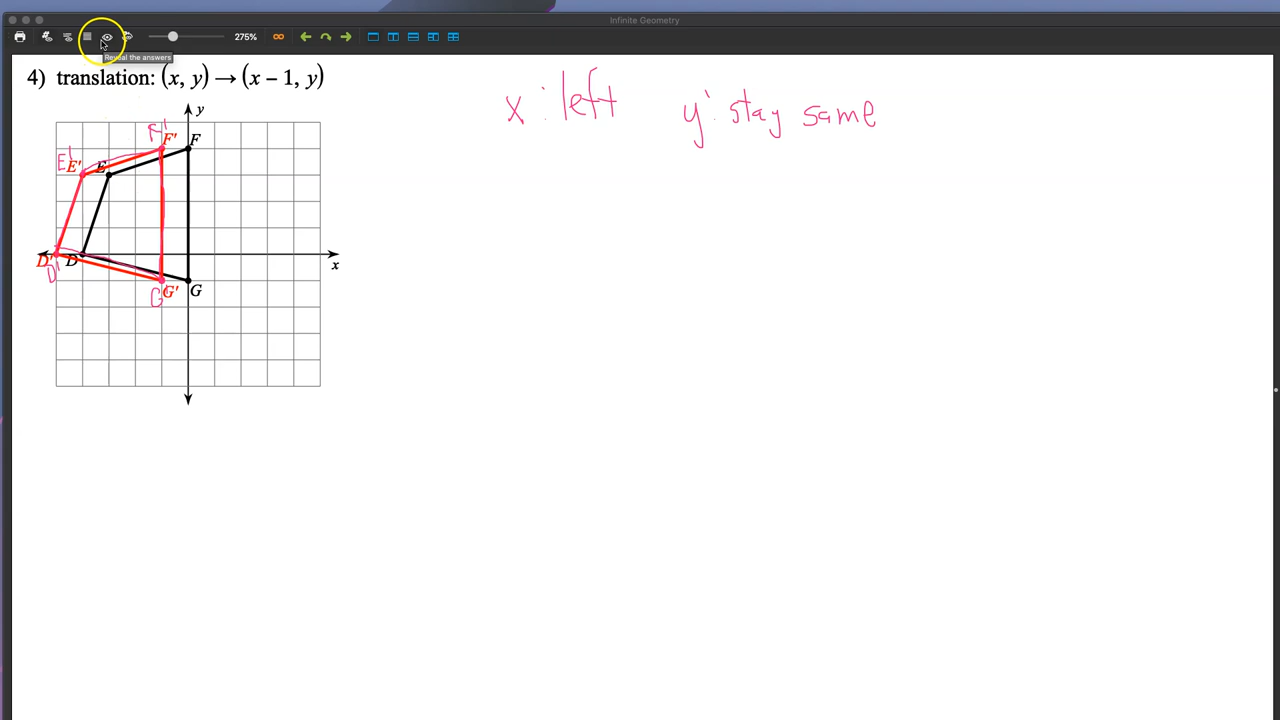 Infinite Geometry
275%
Reveal the answers
4) translation: (x, y) → (x − 1, y)
x : left y : stay same
y
F' F' F
E' E' E
D' D x
D'
G G' G